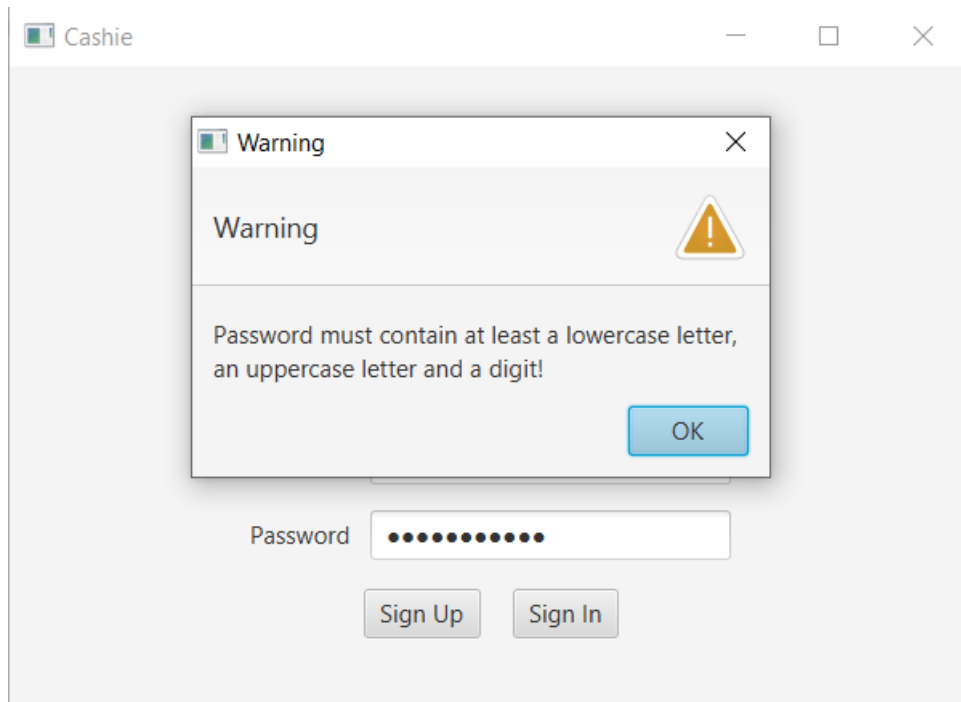 Cashie
Warning
Warning
Password must contain at least a lowercase letter,
an uppercase letter and a digit!
OK
Password
Sign Up Sign In